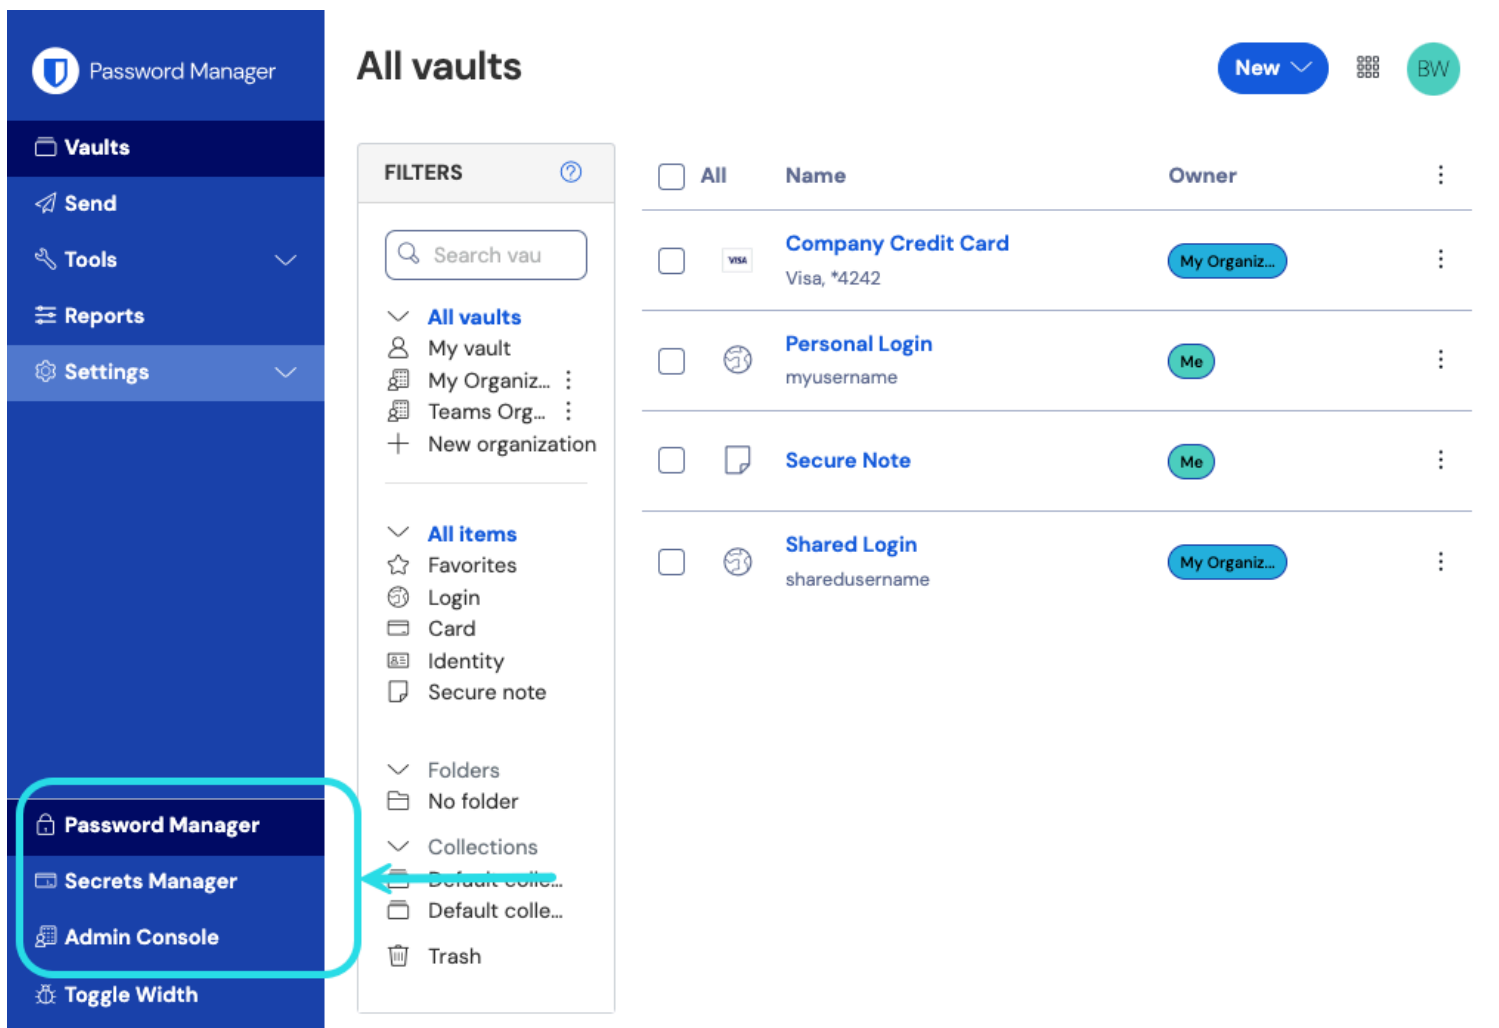 Password Manager
Vaults
Send
Tools
Reports
Settings
Password Manager
Secrets Manager
Admin Console
Toggle Width
All vaults
New
BW
FILTERS
Search vau
All vaults
My vault
My Organiz...
Teams Org...
New organization
All items
Favorites
Login
Card
Identity
Secure note
Folders
No folder
Collections
Default colle...
Default colle...
Trash
All Name Owner
VISA Company Credit Card My Organiz...
Visa, *4242
Personal Login Me
myusername
Secure Note Me
Shared Login My Organiz...
sharedusername